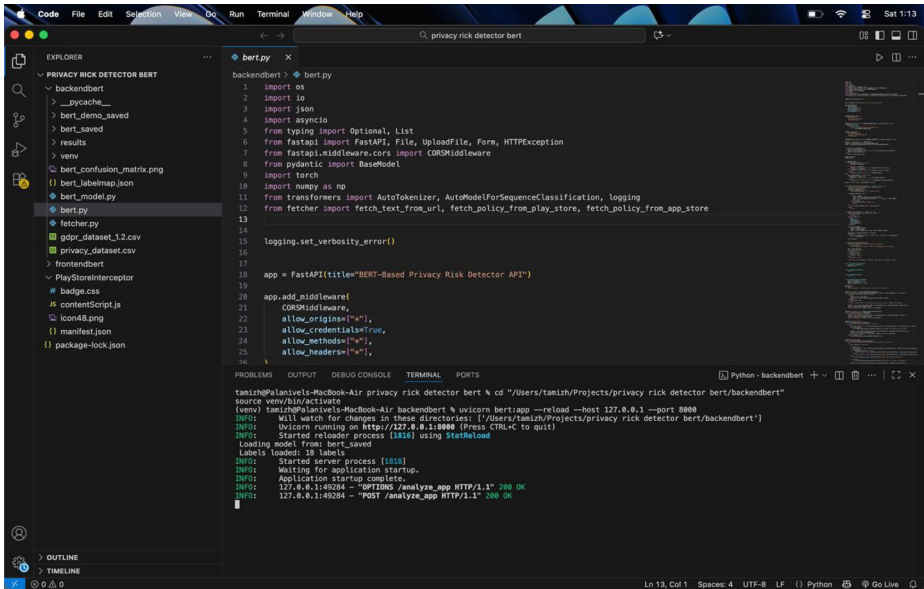 Code File Edit Selection View Go Run Terminal Window Help Sat 1:13
privacy rick detector bert
EXPLORER
PRIVACY RICK DETECTOR BERT
backendbert
__pycache__
bert_demo_saved
bert_saved
results
venv
bert_confusion_matrix.png
{} bert_labelmap.json
bert_model.py
bert.py
fetcher.py
gdpr_dataset_1.2.csv
privacy_dataset.csv
frontendbert
PlayStoreInterceptor
# badge.css
JS contentScript.js
icon48.png
{} manifest.json
{} package-lock.json
OUTLINE
TIMELINE
bert.py ×
backendbert > bert.py
1 import os
2 import io
3 import json
4 import asyncio
5 from typing import Optional, List
6 from fastapi import FastAPI, File, UploadFile, Form, HTTPException
7 from fastapi.middleware.cors import CORSMiddleware
8 from pydantic import BaseModel
9 import torch
10 import numpy as np
11 from transformers import AutoTokenizer, AutoModelForSequenceClassification, logging
12 from fetcher import fetch_text_from_url, fetch_policy_from_play_store, fetch_policy_from_app_store
13
14
15 logging.set_verbosity_error()
16
17
18 app = FastAPI(title="BERT-Based Privacy Risk Detector API")
19
20 app.add_middleware(
21 CORSMiddleware,
22 allow_origins=["*"],
23 allow_credentials=True,
24 allow_methods=["*"],
25 allow_headers=["*"],
26 )
PROBLEMS OUTPUT DEBUG CONSOLE TERMINAL PORTS Python - backendbert
tamizh@Palanivels-MacBook-Air privacy rick detector bert % cd "/Users/tamizh/Projects/privacy rick detector bert/backendbert"
source venv/bin/activate
(venv) tamizh@Palanivels-MacBook-Air backendbert % uvicorn bert:app --reload --host 127.0.0.1 --port 8000
INFO: Will watch for changes in these directories: ['/Users/tamizh/Projects/privacy rick detector bert/backendbert']
INFO: Uvicorn running on http://127.0.0.1:8000 (Press CTRL+C to quit)
INFO: Started reloader process [1816] using StatReload
Loading model from: bert_saved
Labels loaded: 18 labels
INFO: Started server process [1818]
INFO: Waiting for application startup.
INFO: Application startup complete.
INFO: 127.0.0.1:49284 - "OPTIONS /analyze_app HTTP/1.1" 200 OK
INFO: 127.0.0.1:49284 - "POST /analyze_app HTTP/1.1" 200 OK
0 0 Ln 13, Col 1 Spaces: 4 UTF-8 LF {} Python Go Live